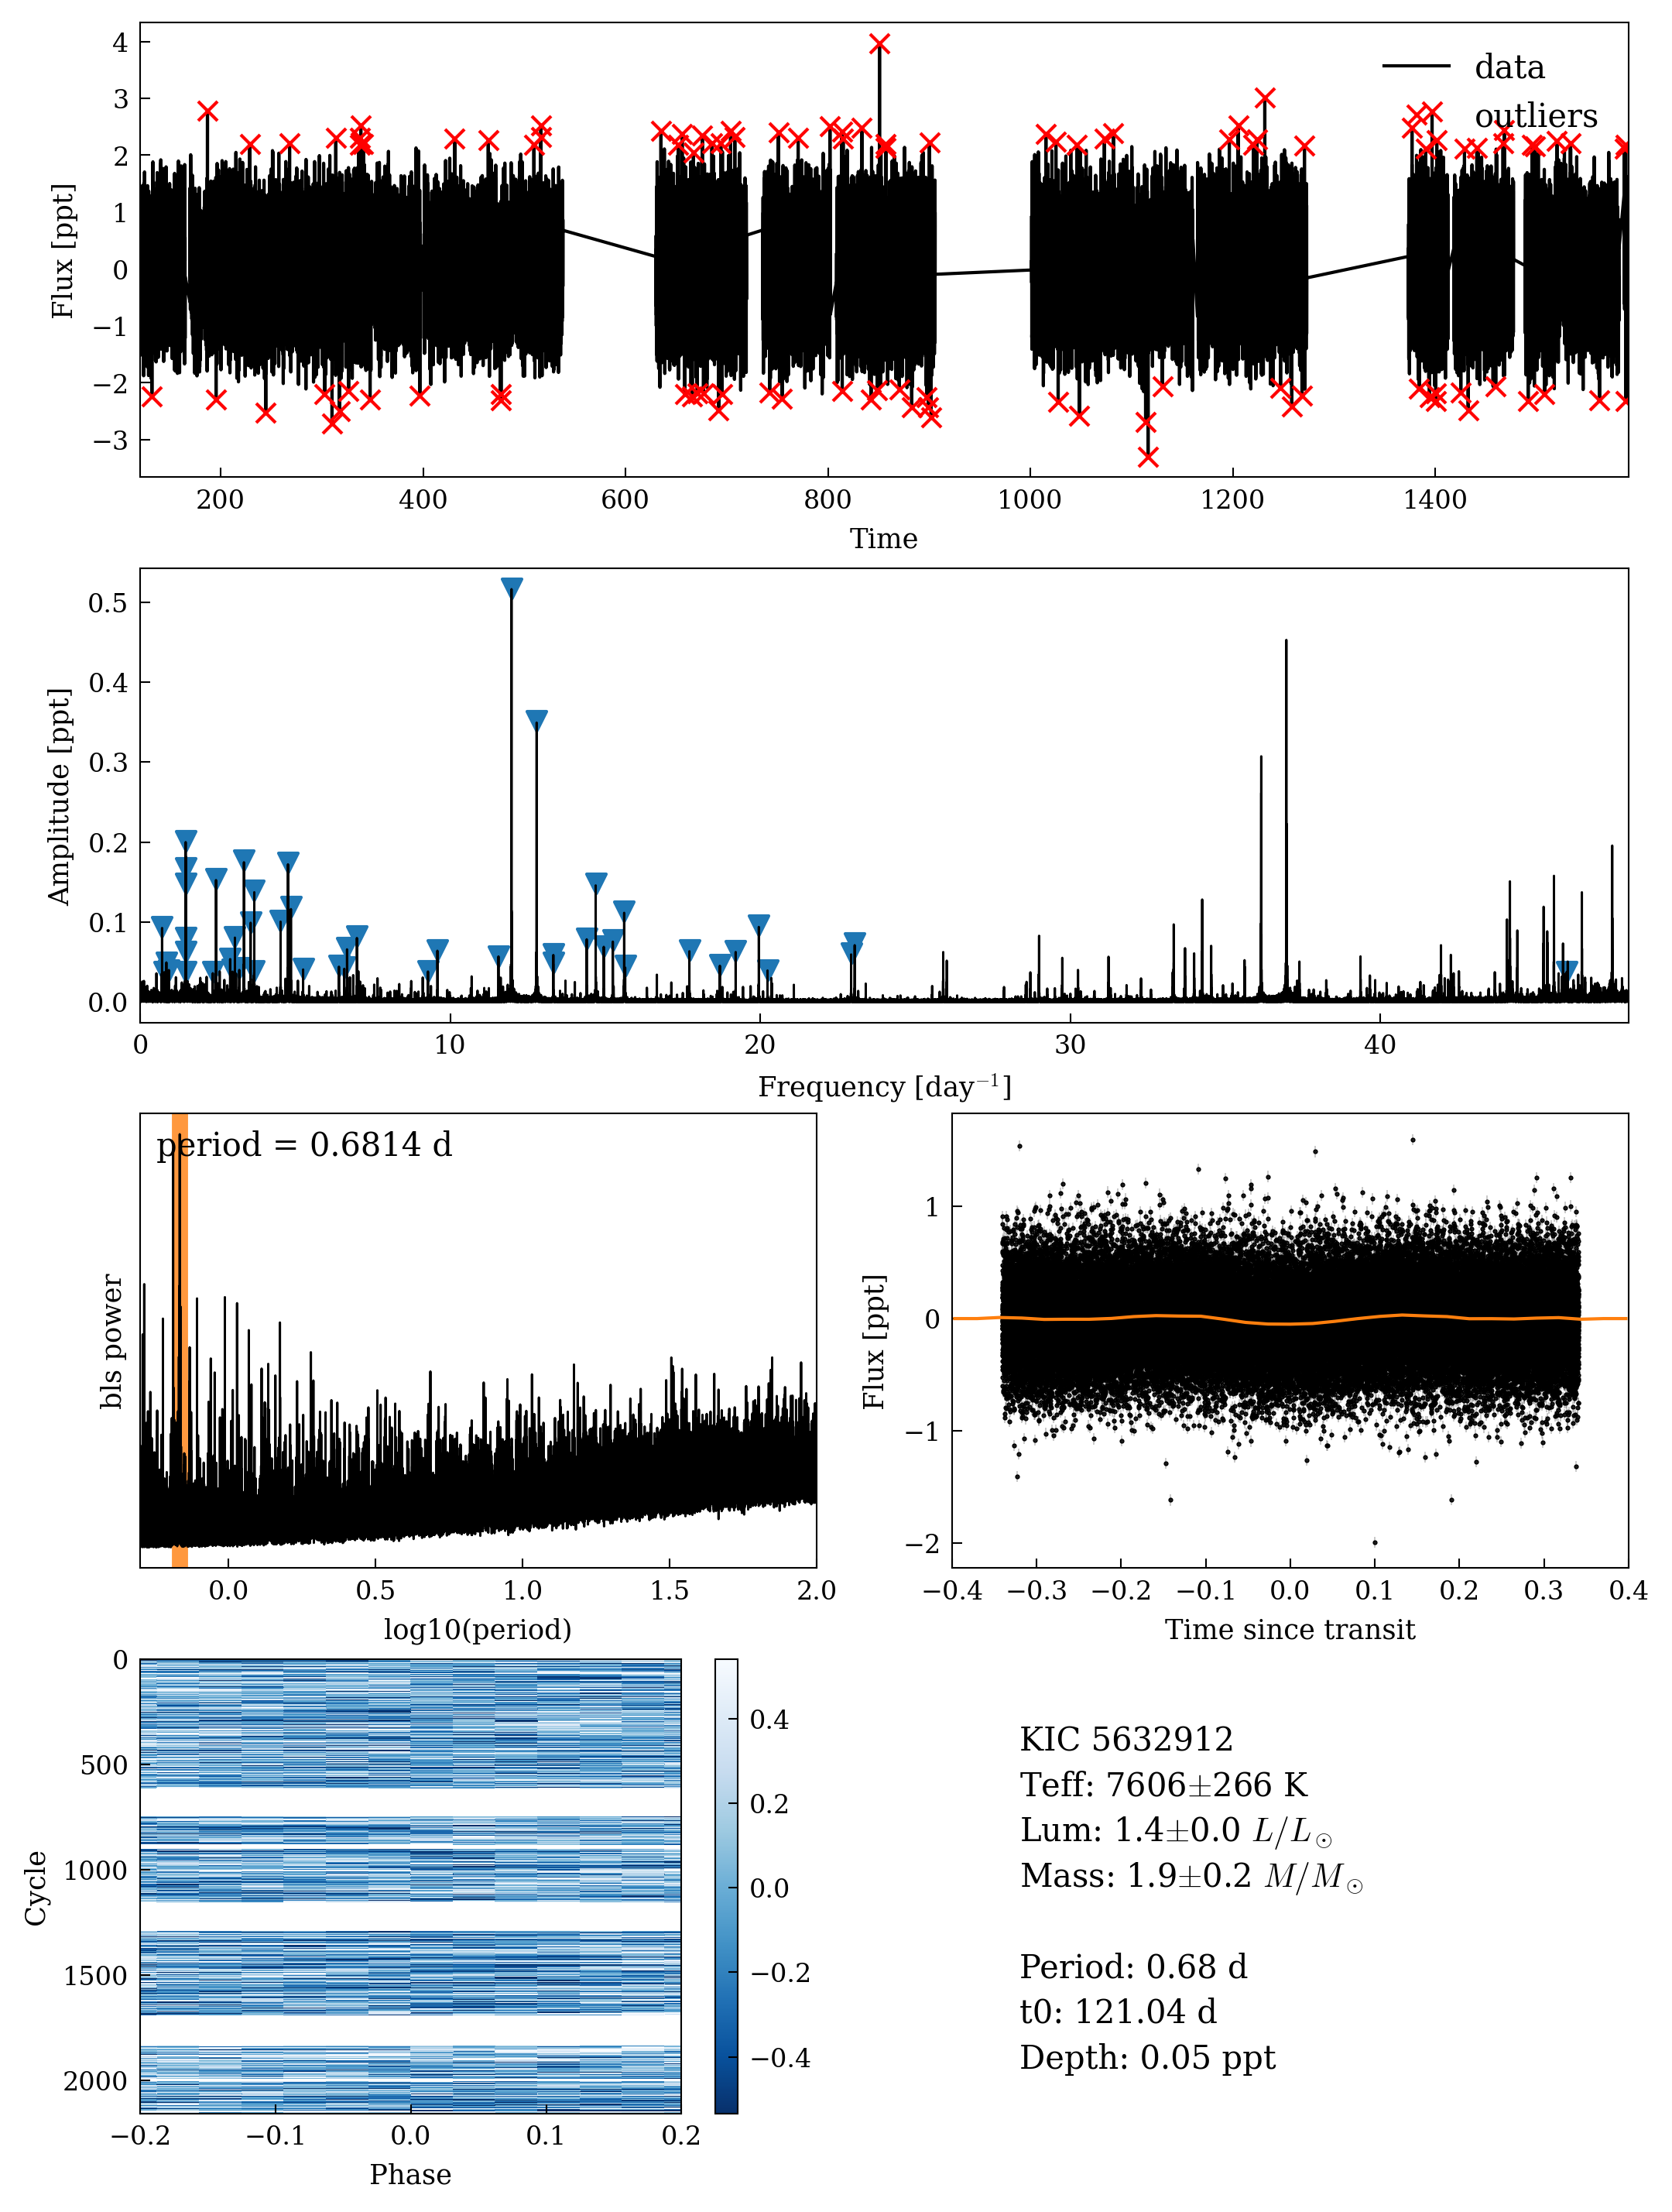 4
3
2
1
0
−1
−2
−3
Flux [ppt]
data
outliers
200
400
600
800
1000
1200
1400
Time
0.5
0.4
0.3
0.2
0.1
0.0
Amplitude [ppt]
0
10
20
30
40
Frequency [day⁻¹]
period = 0.6814 d
bls power
0.0
0.5
1.0
1.5
2.0
log10(period)
1
0
−1
−2
Flux [ppt]
−0.4
−0.3
−0.2
−0.1
0.0
0.1
0.2
0.3
0.4
Time since transit
0
500
1000
1500
2000
Cycle
−0.2
−0.1
0.0
0.1
0.2
Phase
0.4
0.2
0.0
−0.2
−0.4
KIC 5632912
Teff: 7606±266 K
Lum: 1.4±0.0 L/L⊙
Mass: 1.9±0.2 M/M⊙
Period: 0.68 d
t0: 121.04 d
Depth: 0.05 ppt